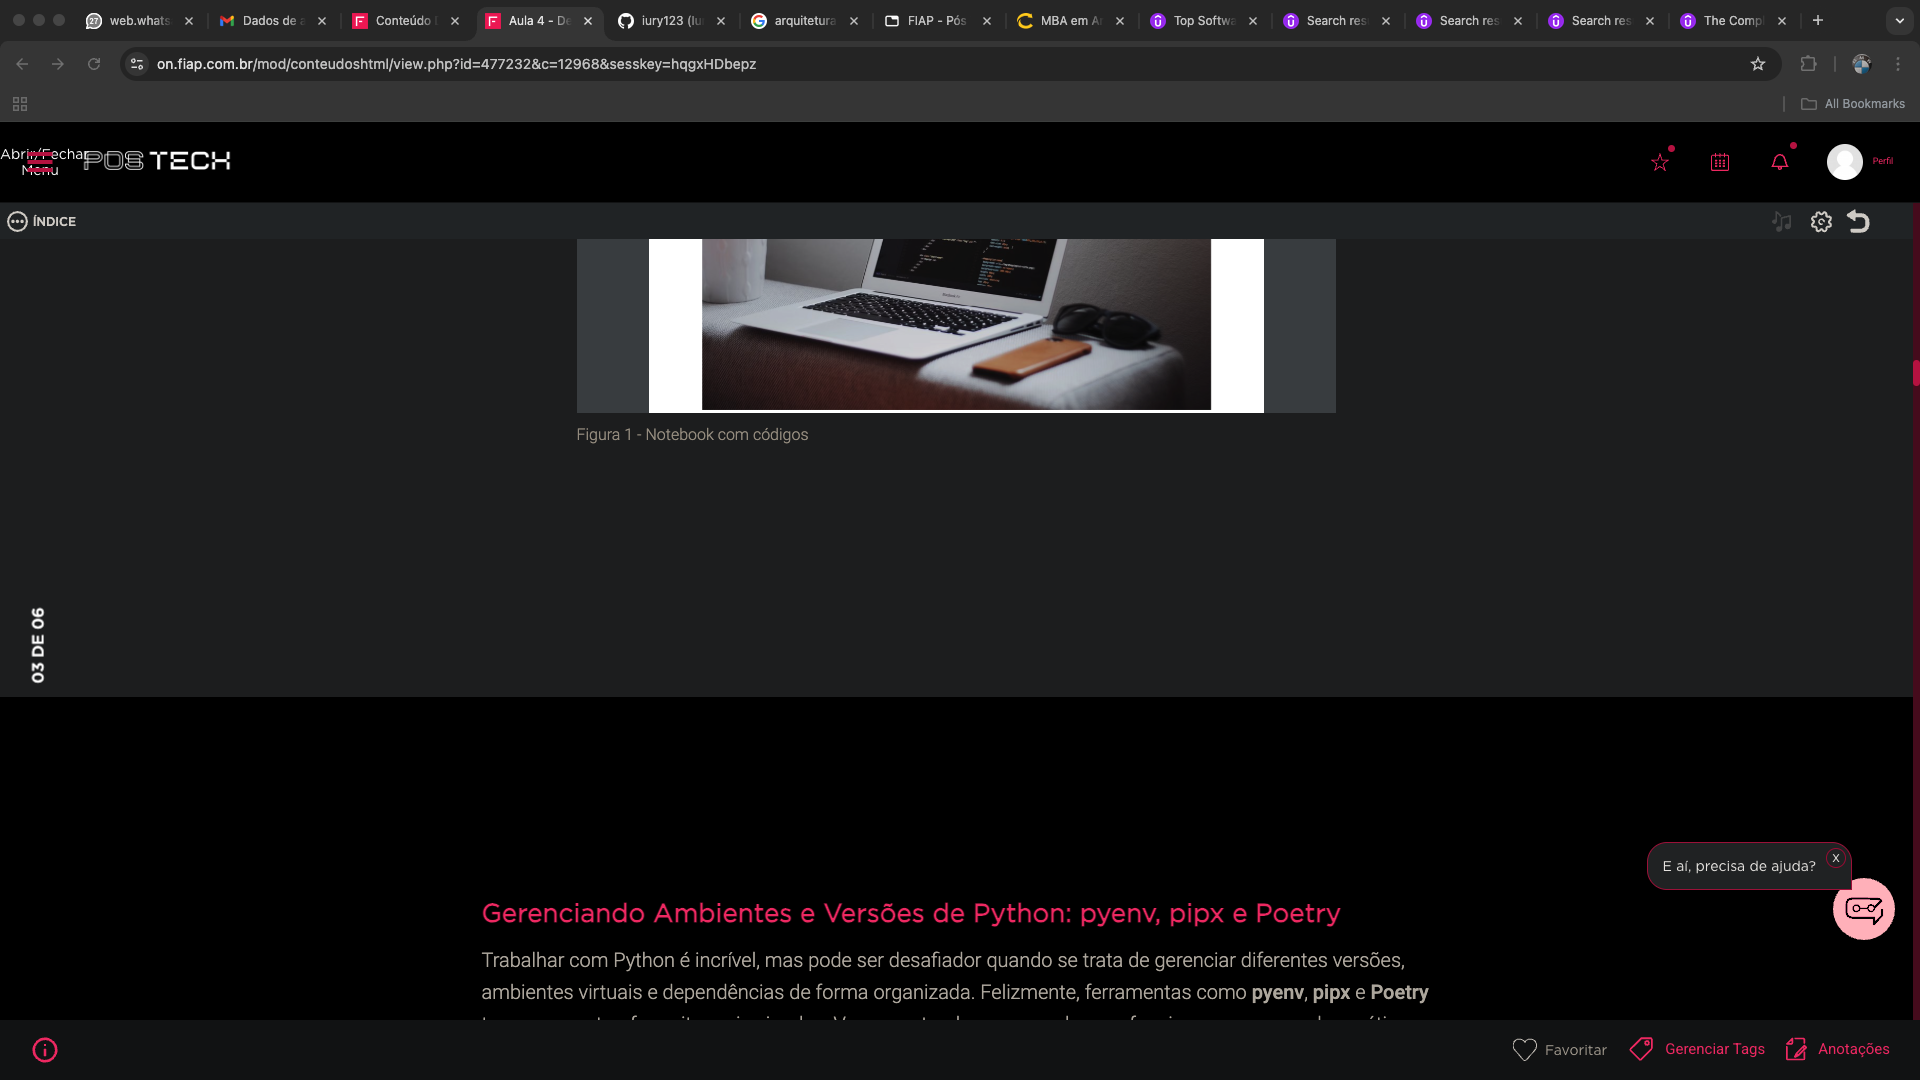 27
web.whats
Dados de a
Conteúdo
Aula 4 - De
iury123 (Iu
arquitetura
FIAP - Pós
MBA em A
Top Softwa
Search res
Search res
Search res
The Compl
on.fiap.com.br/mod/conteudoshtml/view.php?id=477232&c=12968&sesskey=hqgxHDbepz
All Bookmarks
Abrir/Fechar
Menu
POS TECH
Perfil
ÍNDICE
Figura 1 - Notebook com códigos
03 DE 06
E aí, precisa de ajuda?
X
Gerenciando Ambientes e Versões de Python: pyenv, pipx e Poetry
Trabalhar com Python é incrível, mas pode ser desafiador quando se trata de gerenciar diferentes versões,
ambientes virtuais e dependências de forma organizada. Felizmente, ferramentas como pyenv, pipx e Poetry
Favoritar
Gerenciar Tags
Anotações